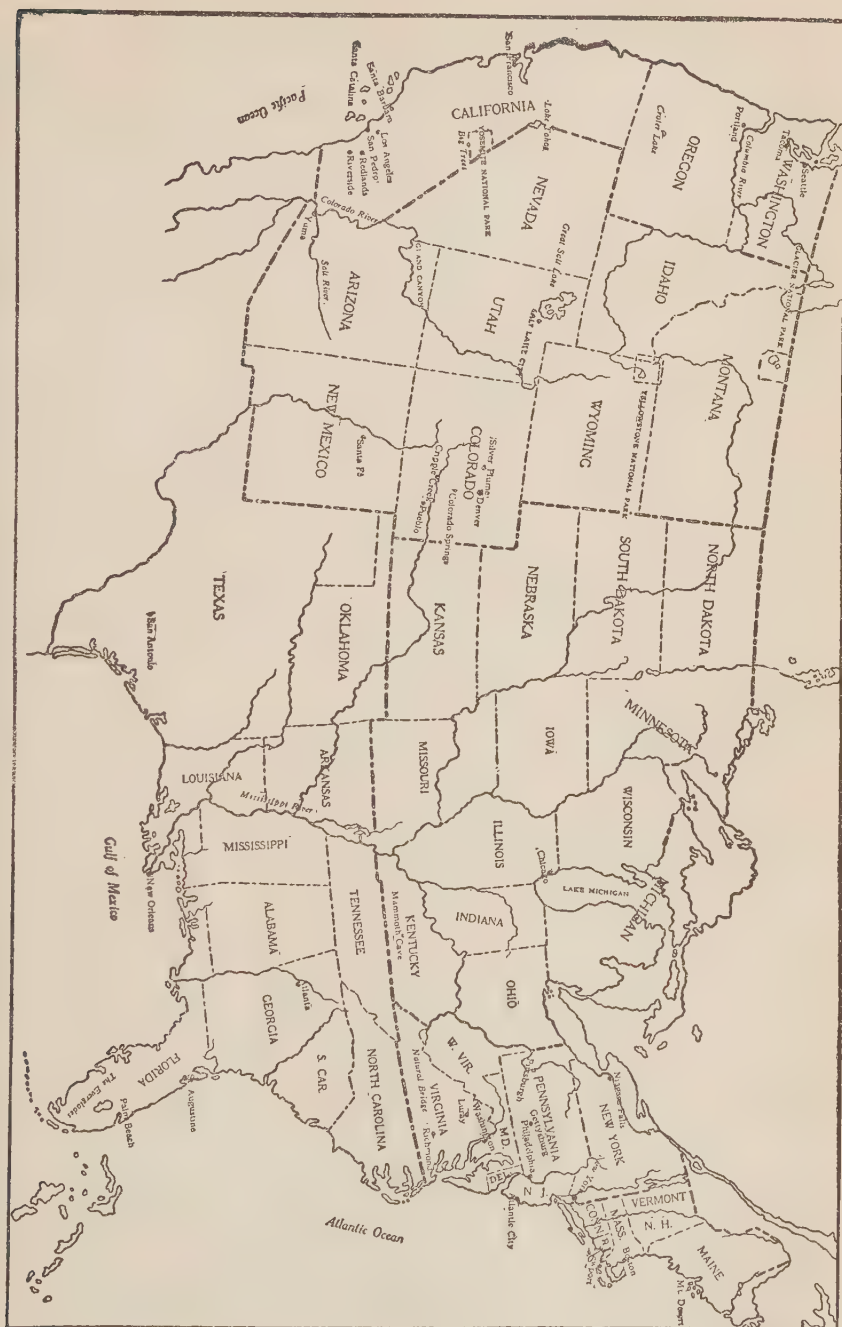 WASHINGTON
Seattle
Tacoma
Columbia River
Portland
OREGON
Crater Lake
IDAHO
GLACIER NATIONAL PARK
MONTANA
YELLOWSTONE NATIONAL PARK
WYOMING
NORTH DAKOTA
SOUTH DAKOTA
NEBRASKA
MINNESOTA
IOWA
WISCONSIN
MICHIGAN
LAKE MICHIGAN
Chicago
ILLINOIS
INDIANA
OHIO
San Francisco
CALIFORNIA
Lake Tahoe
YOSEMITE NATIONAL PARK
Big Trees
NEVADA
Great Salt Lake
SALT LAKE CITY
UTAH
GRAND CANYON
Colorado River
Santa Barbara
Santa Catalina
Los Angeles
San Pedro
Redlands
Riverside
Pacific Ocean
Yuma
Salt River
ARIZONA
NEW MEXICO
Santa Fé
COLORADO
Silver Plume
Denver
Colorado Springs
Cripple Creek
Pueblo
KANSAS
MISSOURI
OKLAHOMA
TEXAS
San Antonio
ARKANSAS
LOUISIANA
Mississippi River
MISSISSIPPI
New Orleans
Gulf of Mexico
ALABAMA
TENNESSEE
KENTUCKY
Mammoth Cave
GEORGIA
Atlanta
FLORIDA
The Everglades
Palm Beach
Augustine
S. CAR.
NORTH CAROLINA
VIRGINIA
Natural Bridge
Luray
Richmond
W. VIR.
Washington
MD.
DEL
PENNSYLVANIA
Pittsburgh
Gettysburg
Philadelphia
N. J.
Atlantic City
NEW YORK
Niagara Falls
New York
VERMONT
N. H.
MASS.
Boston
CONN.
R. I.
MAINE
Mt Desert
Atlantic Ocean